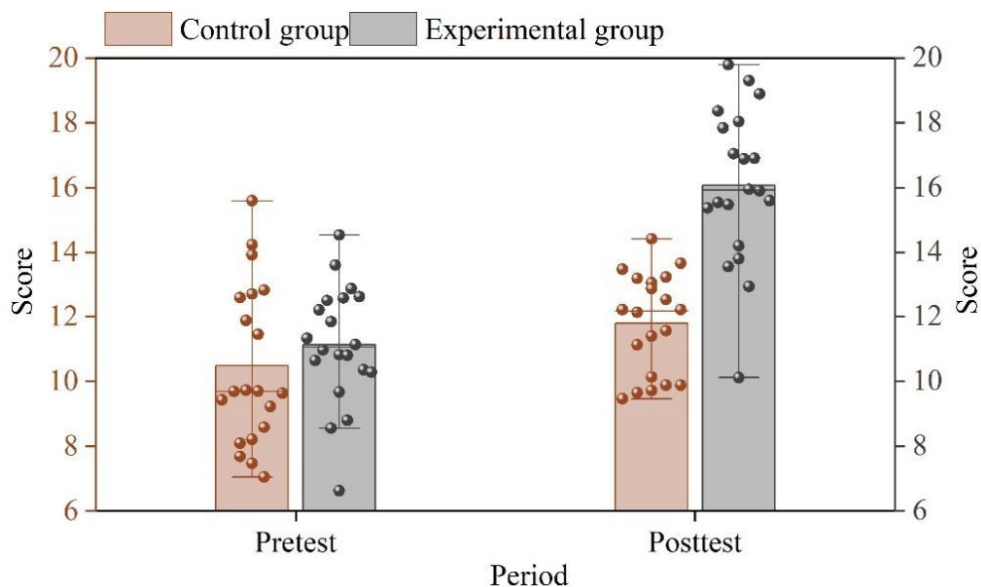 Control group Experimental group
20 20
18 18
16 16
14 14
12 12
10 10
8 8
6 6
Score
Score
Pretest Posttest
Period